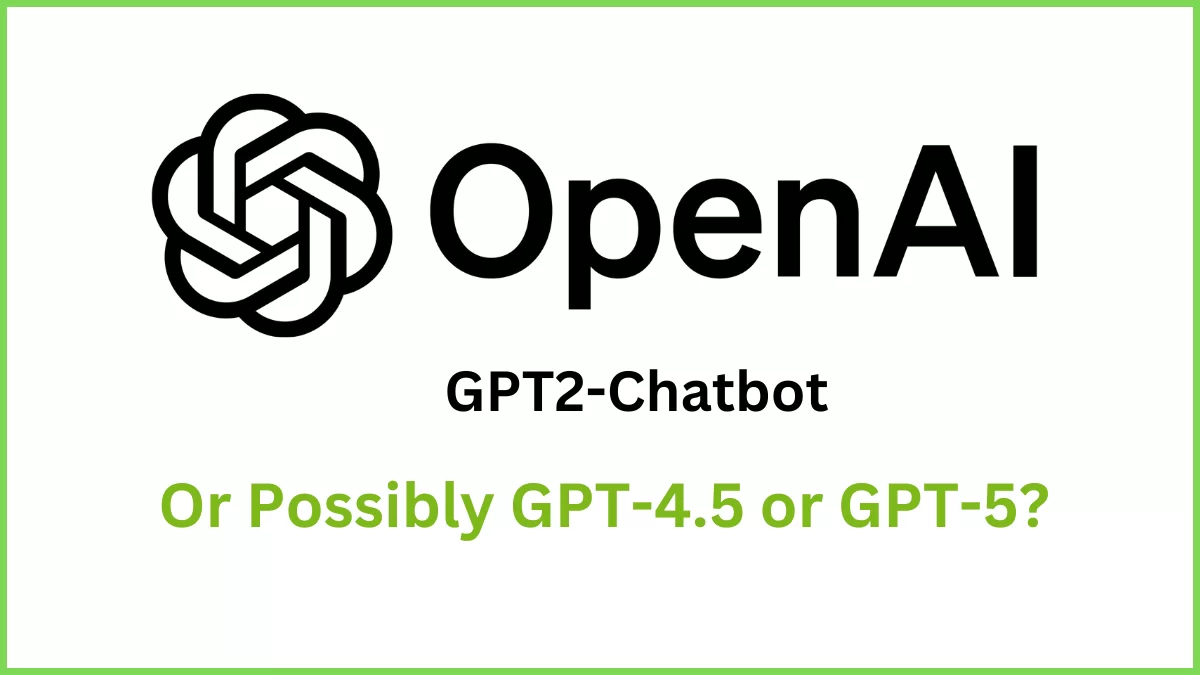 OpenAI
GPT2-Chatbot
Or Possibly GPT-4.5 or GPT-5?